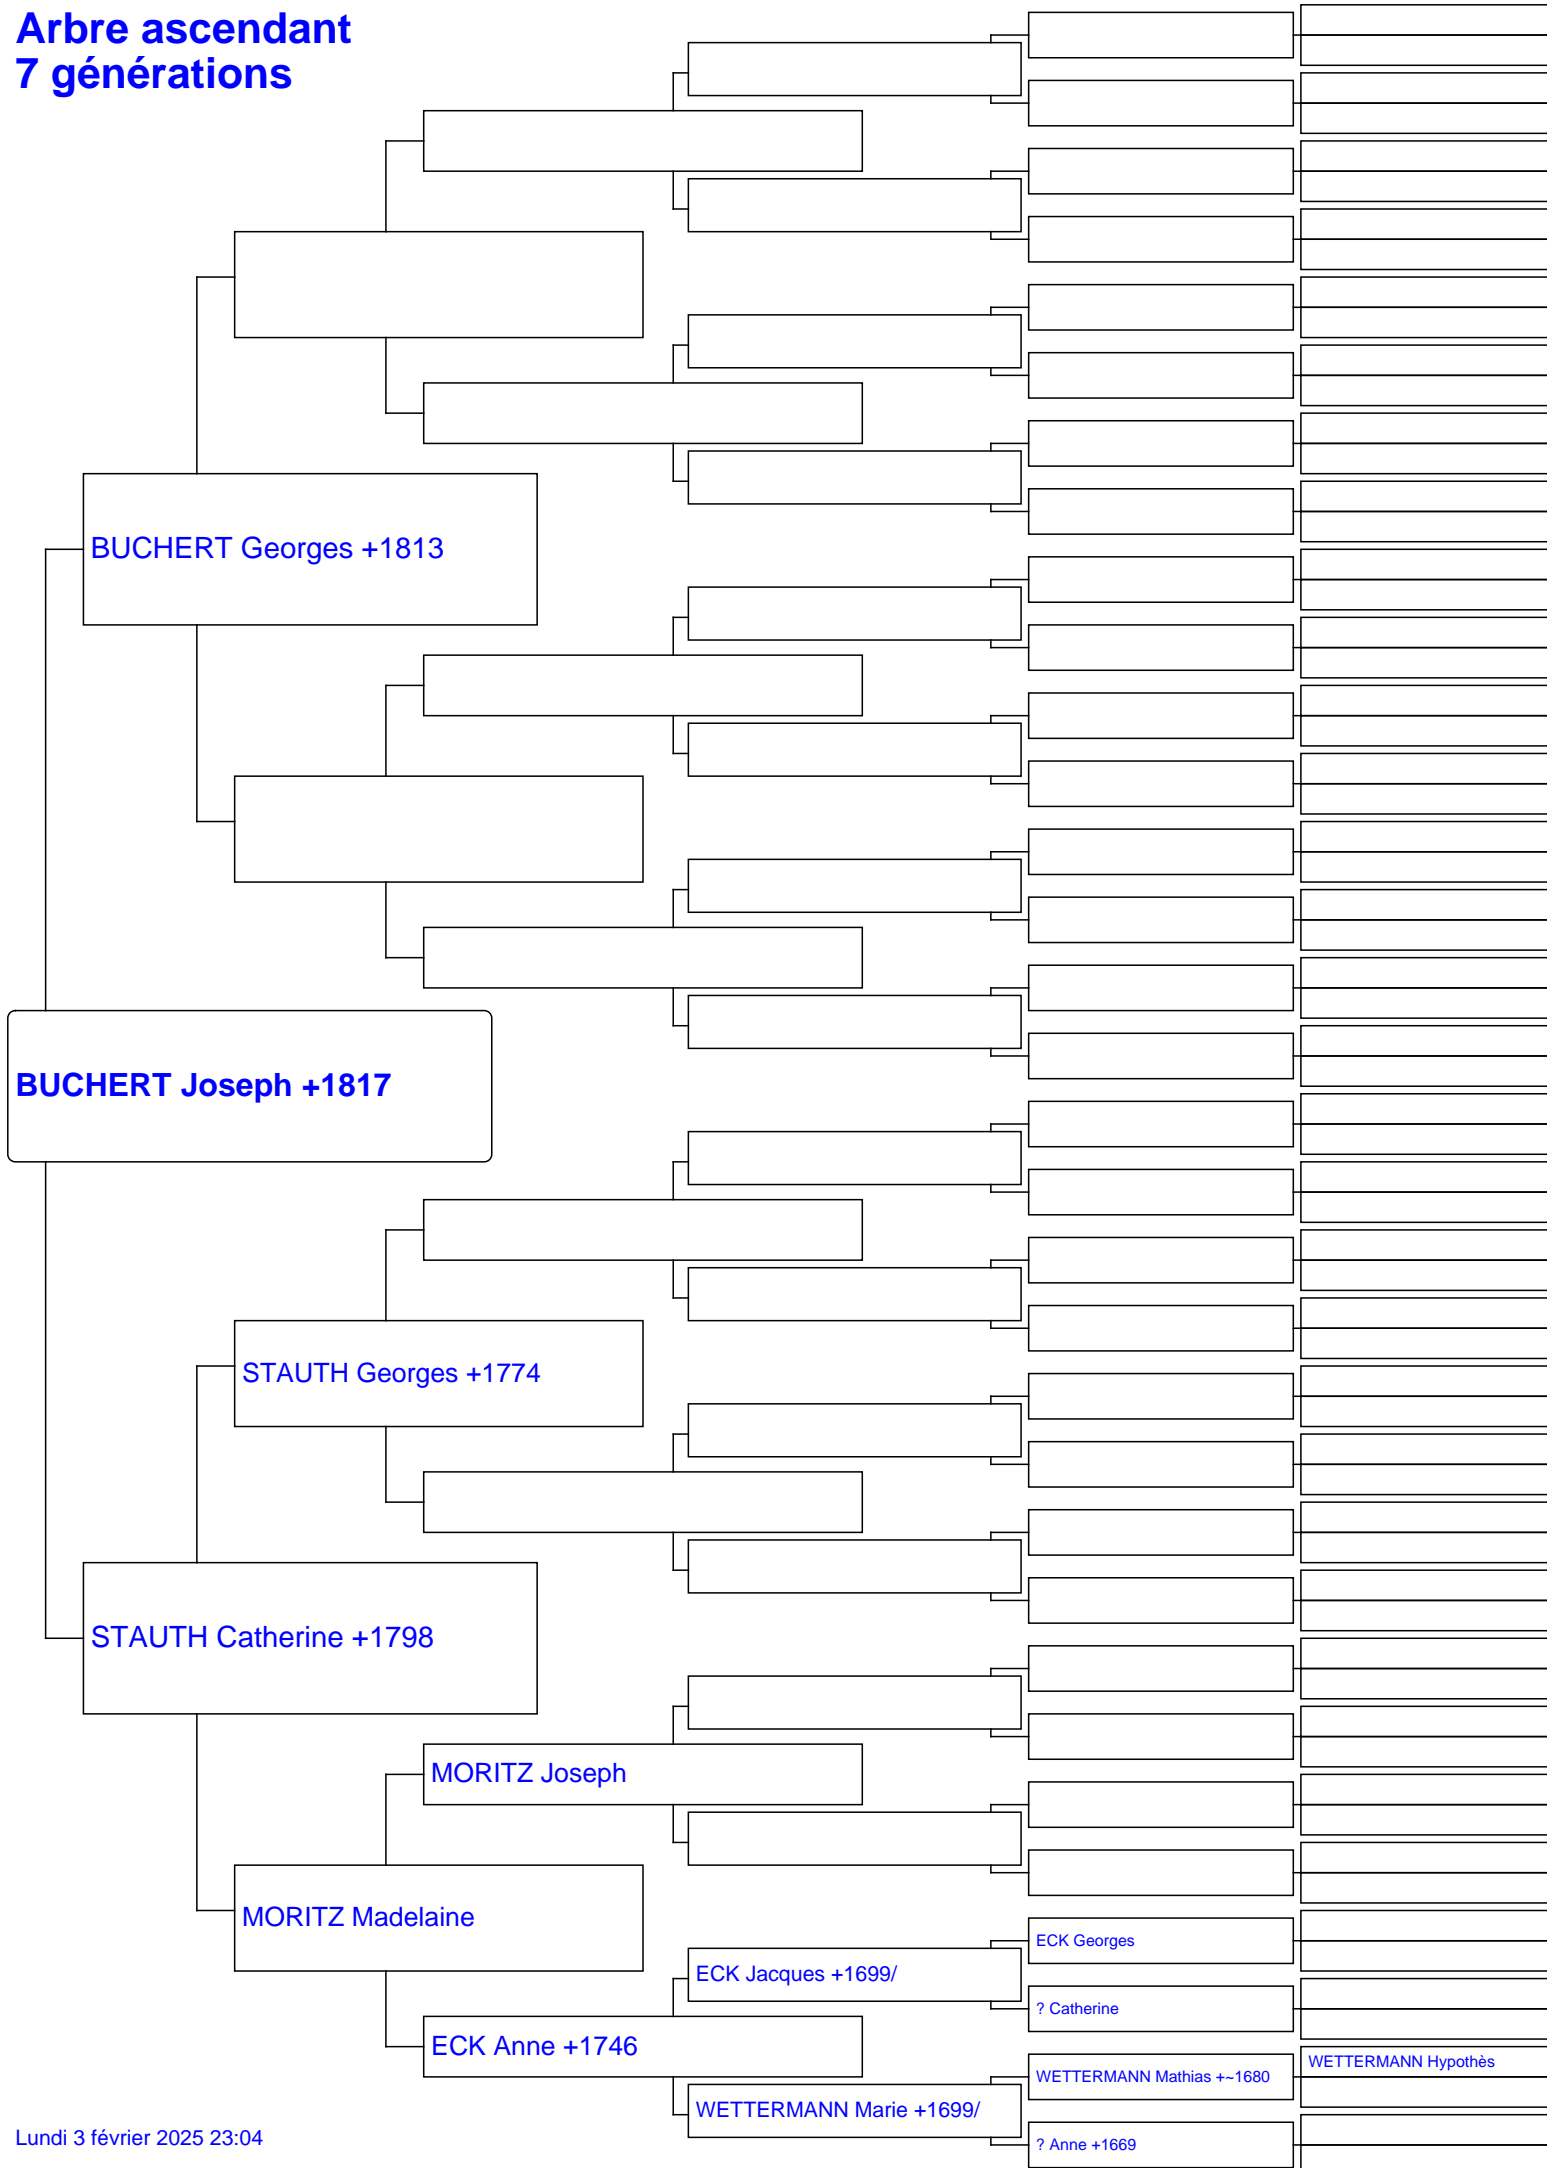 Arbre ascendant
7 générations
BUCHERT Georges +1813
BUCHERT Joseph +1817
STAUTH Georges +1774
STAUTH Catherine +1798
MORITZ Joseph
MORITZ Madelaine
ECK Georges
ECK Jacques +1699/
? Catherine
ECK Anne +1746
WETTERMANN Hypothès
WETTERMANN Mathias +~1680
WETTERMANN Marie +1699/
? Anne +1669
Lundi 3 février 2025 23:04